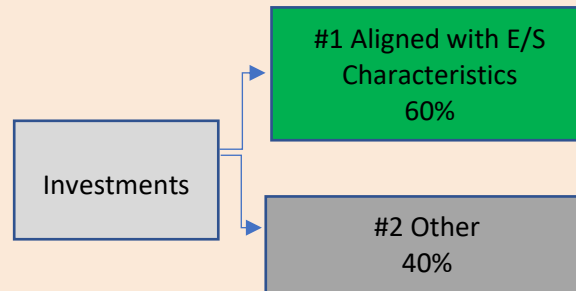 #1 Aligned with E/S
Characteristics
60%
Investments
#2 Other
40%